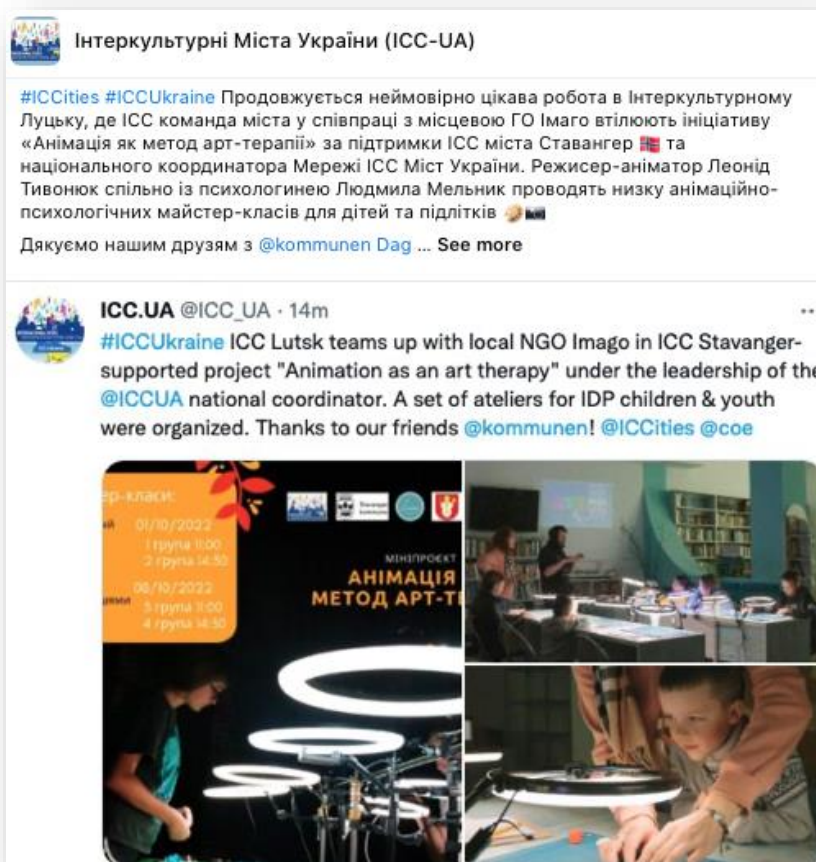 Інтеркультурні Міста України (ICC-UA)
#ICCities #ICCUkraine Продовжується неймовірно цікава робота в Інтеркультурному
Луцьку, де ICC команда міста у співпраці з місцевою ГО Імаго втілюють ініціативу
«Анімація як метод арт-терапії» за підтримки ICC міста Ставангер 🇳🇴 та
національного координатора Мережі ICC Міст України. Режисер-аніматор Леонід
Тивонюк спільно із психологинею Людмила Мельник проводять низку анімаційно-
психологічних майстер-класів для дітей та підлітків
Дякуємо нашим друзям з @kommunen Dag ... See more
ICC.UA @ICC_UA · 14m
#ICCUkraine ICC Lutsk teams up with local NGO Imago in ICC Stavanger-
supported project "Animation as an art therapy" under the leadership of the
@ICCUA national coordinator. A set of ateliers for IDP children & youth
were organized. Thanks to our friends @kommunen! @ICCities @coe
ер-класи:
01/10/2022
1 група 11:00
2 група 14:30
08/10/2022
3 група 11:00
4 група 14:30
МІНІПРОЄКТ
АНІМАЦІЯ
МЕТОД АРТ-ТЕ